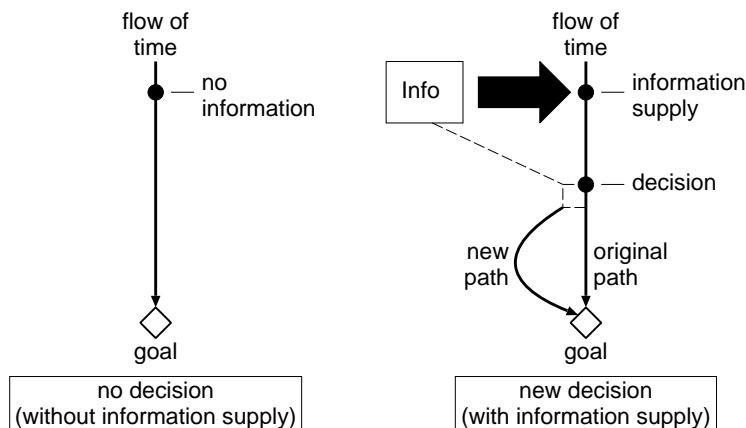 flow of
time
no
information
goal
no decision
(without information supply)
flow of
time
Info
information
supply
decision
new
path
original
path
goal
new decision
(with information supply)